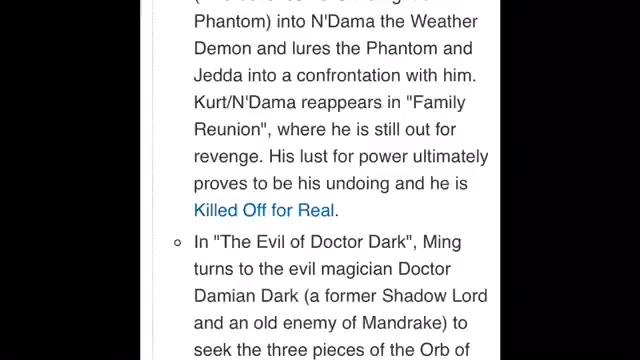 Phantom) into N'Dama the Weather
Demon and lures the Phantom and
Jedda into a confrontation with him.
Kurt/N'Dama reappears in "Family
Reunion", where he is still out for
revenge. His lust for power ultimately
proves to be his undoing and he is
Killed Off for Real.
In "The Evil of Doctor Dark", Ming
turns to the evil magician Doctor
Damian Dark (a former Shadow Lord
and an old enemy of Mandrake) to
seek the three pieces of the Orb of